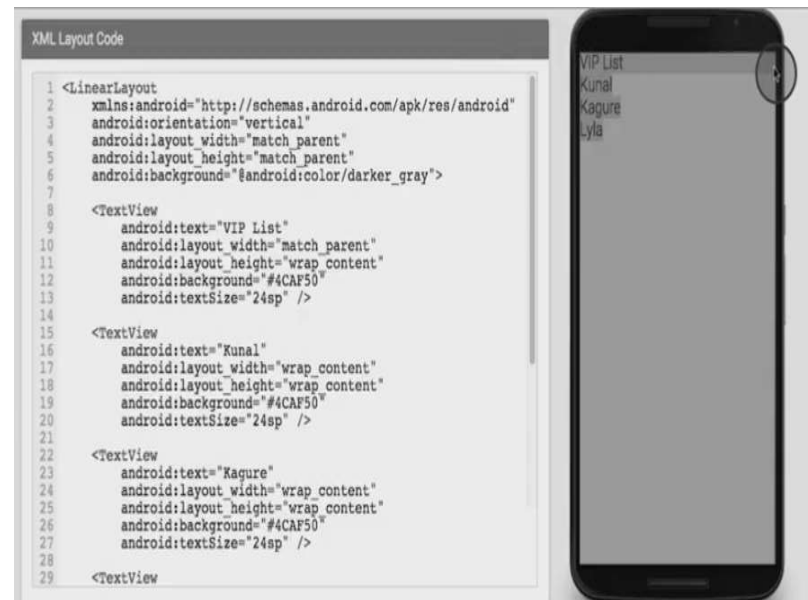 XML Layout Code
1 <LinearLayout
2 xmlns:android="http://schemas.android.com/apk/res/android"
3 android:orientation="vertical"
4 android:layout_width="match_parent"
5 android:layout_height="match_parent"
6 android:background="@android:color/darker_gray">
7
8 <TextView
9 android:text="VIP List"
10 android:layout_width="match_parent"
11 android:layout_height="wrap_content"
12 android:background="#4CAF50"
13 android:textSize="24sp" />
14
15 <TextView
16 android:text="Kunal"
17 android:layout_width="wrap_content"
18 android:layout_height="wrap_content"
19 android:background="#4CAF50"
20 android:textSize="24sp" />
21
22 <TextView
23 android:text="Kagure"
24 android:layout_width="wrap_content"
25 android:layout_height="wrap_content"
26 android:background="#4CAF50"
27 android:textSize="24sp" />
28
29 <TextView
VIP List
Kunal
Kagure
Lyla